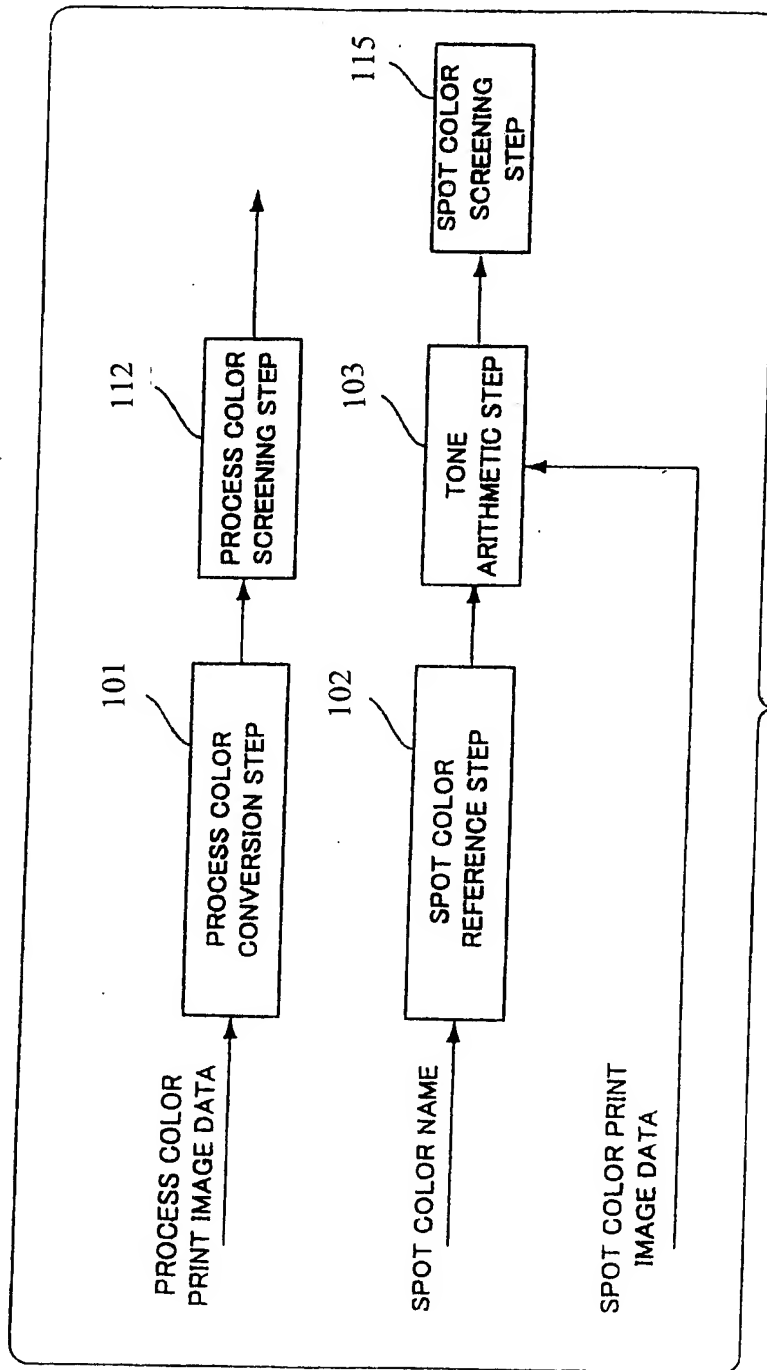 PROCESS COLOR
PRINT IMAGE DATA
101
PROCESS COLOR
CONVERSION STEP
112
PROCESS COLOR
SCREENING STEP
SPOT COLOR NAME
102
SPOT COLOR
REFERENCE STEP
103
TONE
ARITHMETIC STEP
115
SPOT COLOR
SCREENING
STEP
SPOT COLOR PRINT
IMAGE DATA